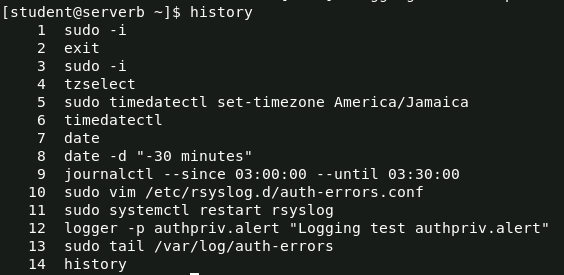 [student@serverb ~]$ history
1 sudo -i
2 exit
3 sudo -i
4 tzselect
5 sudo timedatectl set-timezone America/Jamaica
6 timedatectl
7 date
8 date -d "-30 minutes"
9 journalctl --since 03:00:00 --until 03:30:00
10 sudo vim /etc/rsyslog.d/auth-errors.conf
11 sudo systemctl restart rsyslog
12 logger -p authpriv.alert "Logging test authpriv.alert"
13 sudo tail /var/log/auth-errors
14 history